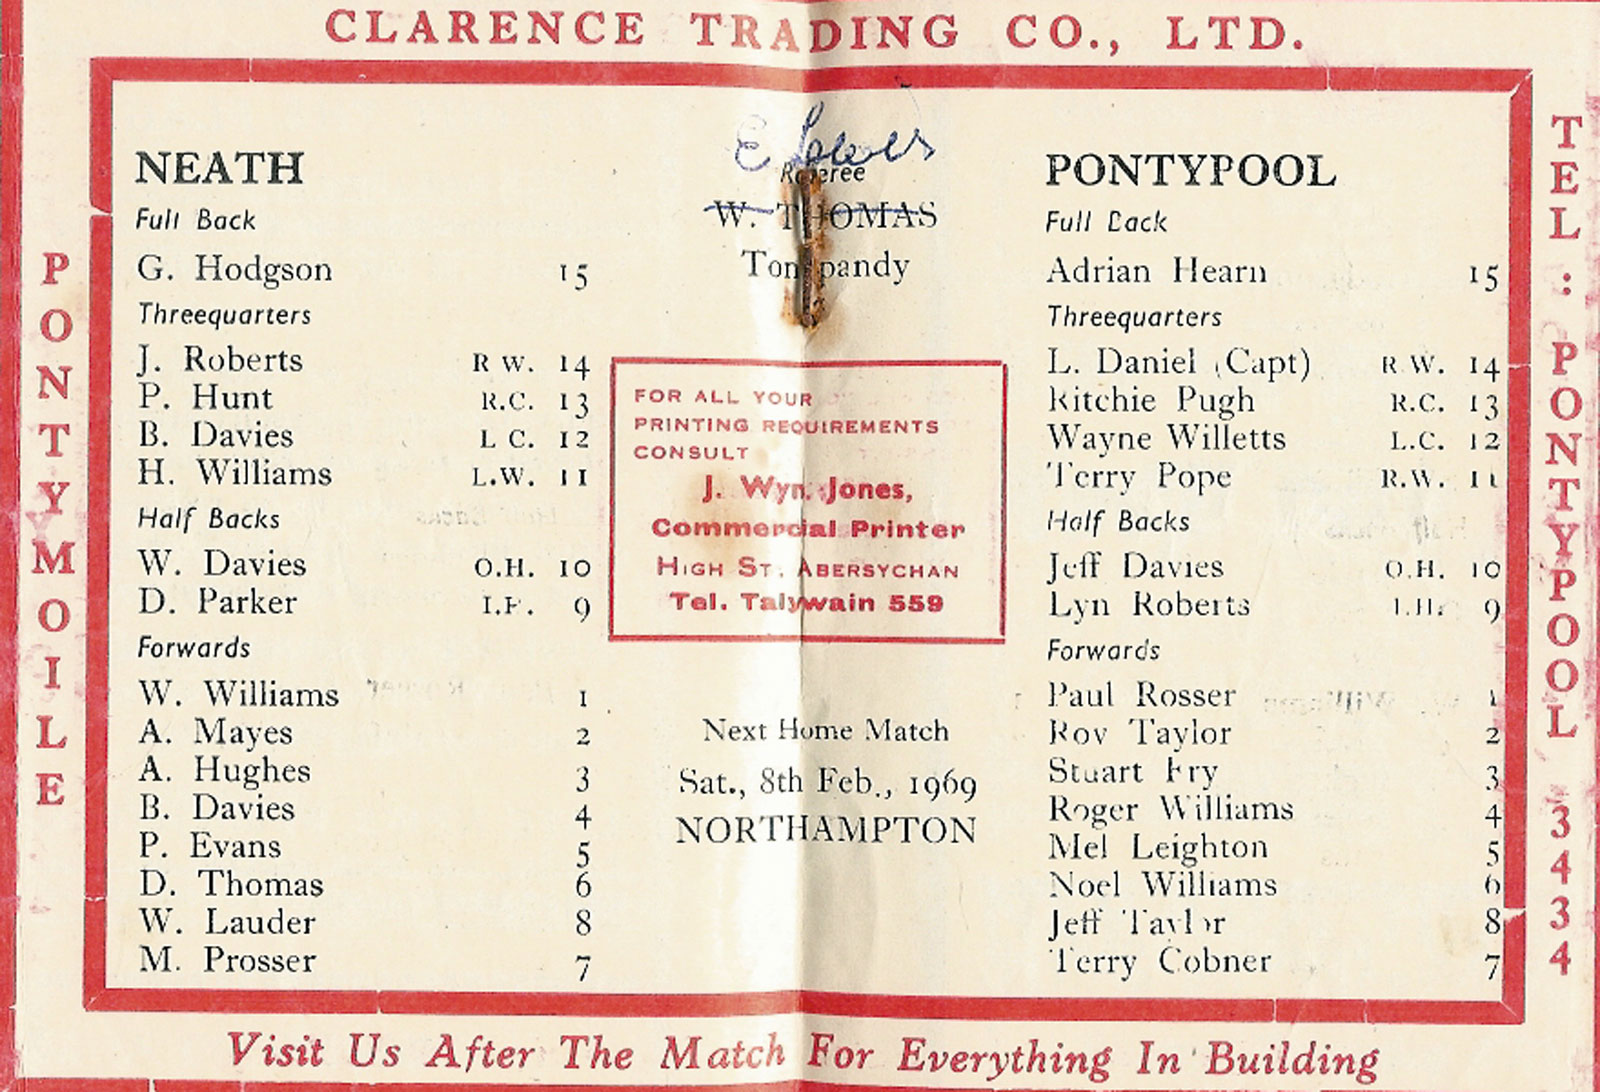 CLARENCE TRADING CO., LTD.
PONTYMOILE
NEATH
Full Back
G. Hodgson 15
Threequarters
J. Roberts R W. 14
P. Hunt R.C. 13
B. Davies L C. 12
H. Williams L.W. 11
Half Backs
W. Davies O.H. 10
D. Parker 9
Forwards
W. Williams 1
A. Mayes 2
A. Hughes 3
B. Davies 4
P. Evans 5
D. Thomas 6
W. Lauder 8
M. Prosser 7
E
Referee
W. THOMAS
Tonypandy
FOR ALL YOUR
PRINTING REQUIREMENTS
CONSULT
J. Wyn Jones,
Commercial Printer
HIGH ST. ABERSYCHAN
Tel. Talywain 559
Next Home Match
Sat., 8th Feb., 1969
NORTHAMPTON
PONTYPOOL
Full Back
Adrian Hearn 15
Threequarters
L. Daniel (Capt) R.W. 14
Ritchie Pugh R.C. 13
Wayne Willetts L.C. 12
Terry Pope R.W. 11
Half Backs
Jeff Davies O.H. 10
Lyn Roberts I.H. 9
Forwards
Paul Rosser 1
Roy Taylor 2
Stuart Fry 3
Roger Williams 4
Mel Leighton 5
Noel Williams 6
Jeff Taylor 8
Terry Cobner 7
TEL : PONTYPOOL 3434
Visit Us After The Match For Everything In Building